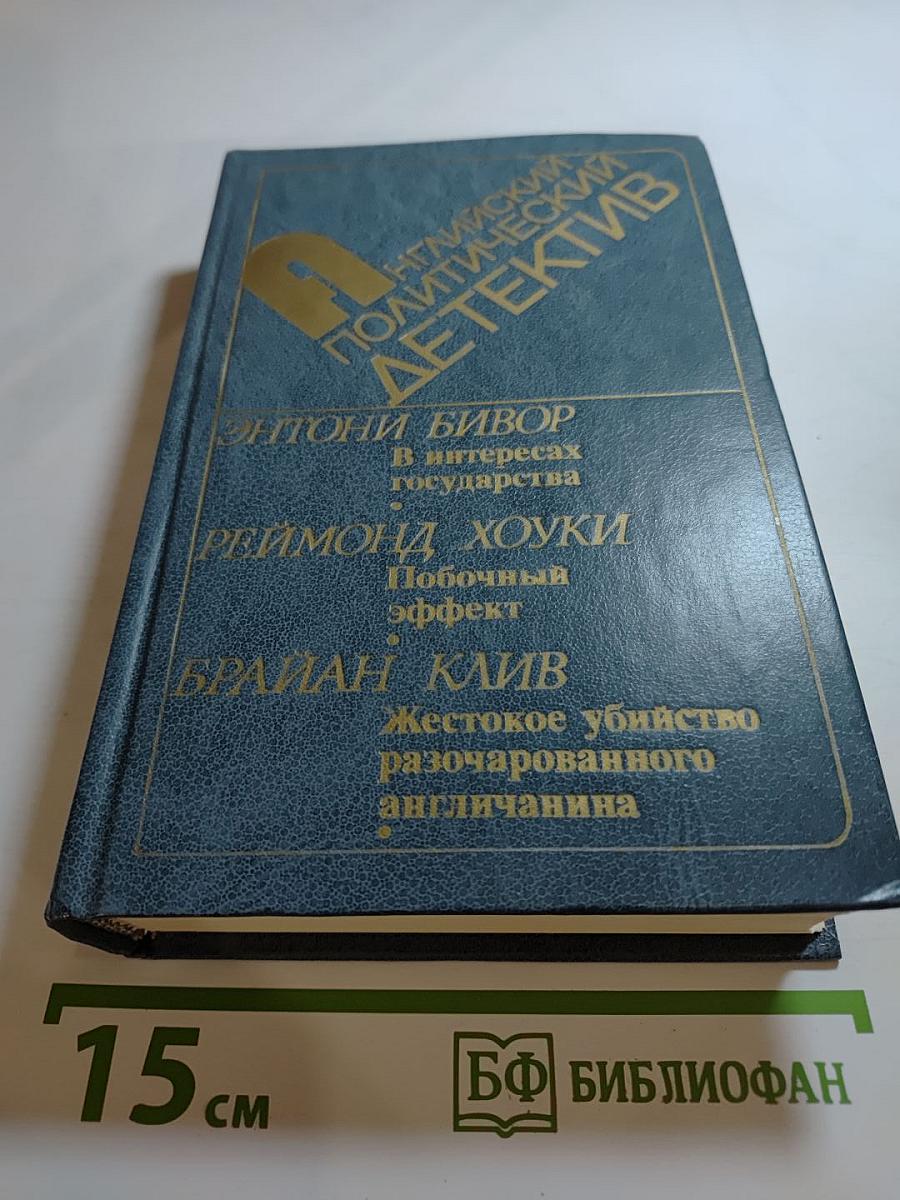 АНГЛИЙСКИЙ
ПОЛИТИЧЕСКИЙ
ДЕТЕКТИВ
ЭНТОНИ БИВОР
В интересах
государства
РЕЙМОНД ХОУКИ
Побочный
эффект
БРАЙАН КЛИВ
Жестокое убийство
разочарованного
англичанина
15 см
БФ БИБЛИОФАН